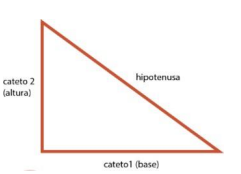 hipotenusa
cateto 2
(altura)
cateto1 (base)